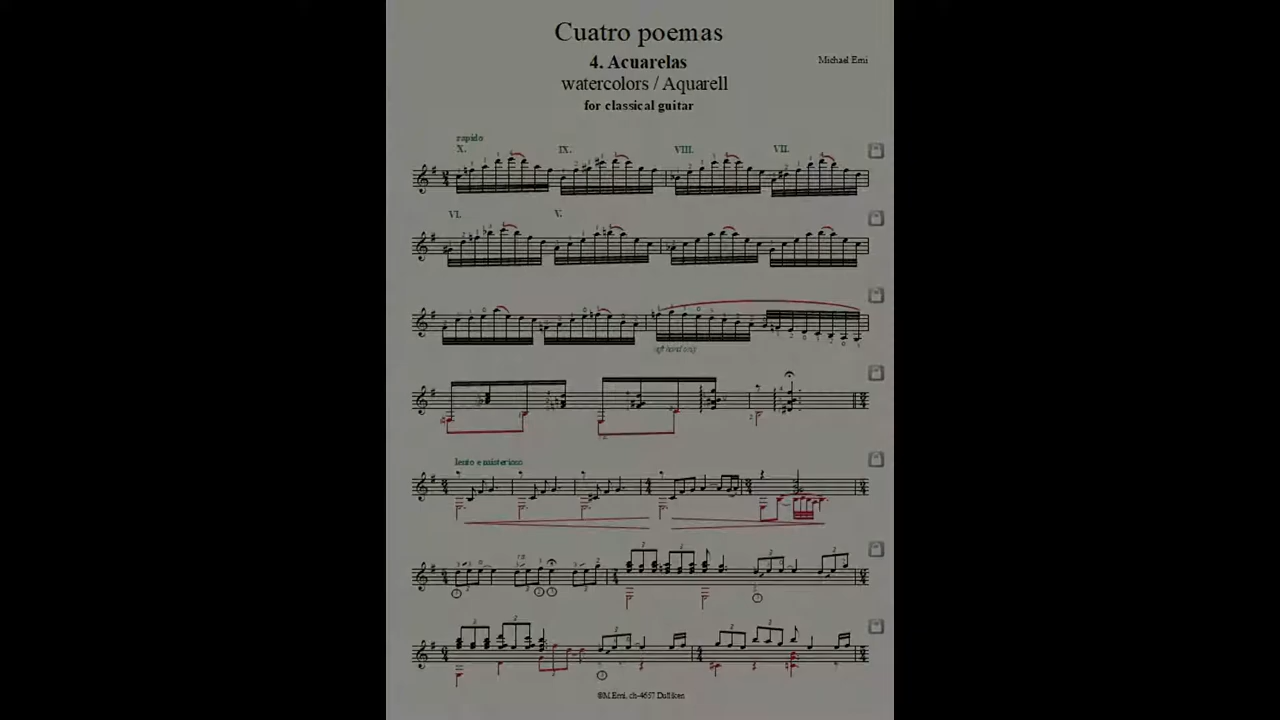 Cuatro poemas
4. Acuarelas
Michael Erni
watercolors / Aquarell
for classical guitar
rapido
X. IX. VIII. VII.
VI. V.
left hand only
lento e misterioso
©M.Erni, ch-4657 Dulliken